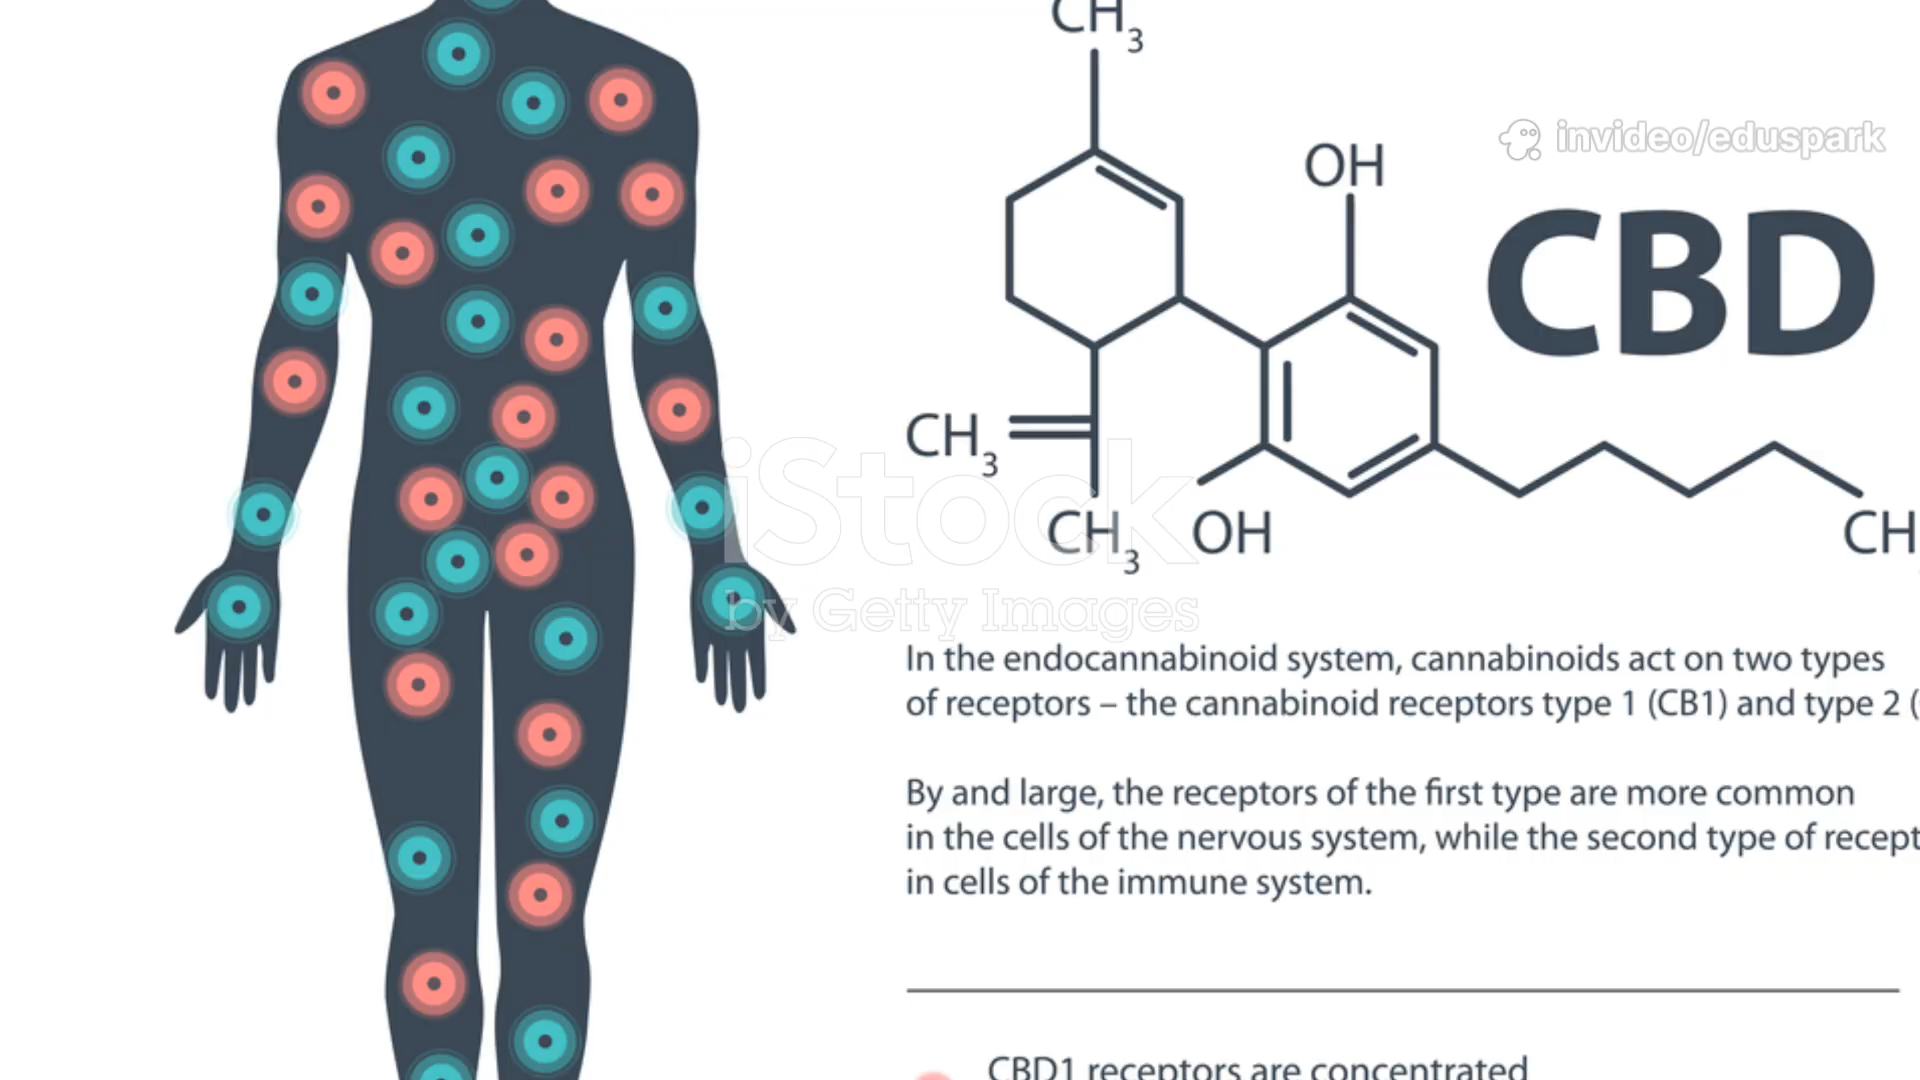 CH3
invideo/eduspark
OH
CBD
CH3
CH3
OH
CH
iStock
by Getty Images
In the endocannabinoid system, cannabinoids act on two types
of receptors – the cannabinoid receptors type 1 (CB1) and type 2 (
By and large, the receptors of the first type are more common
in the cells of the nervous system, while the second type of recept
in cells of the immune system.
CBD1 receptors are concentrated